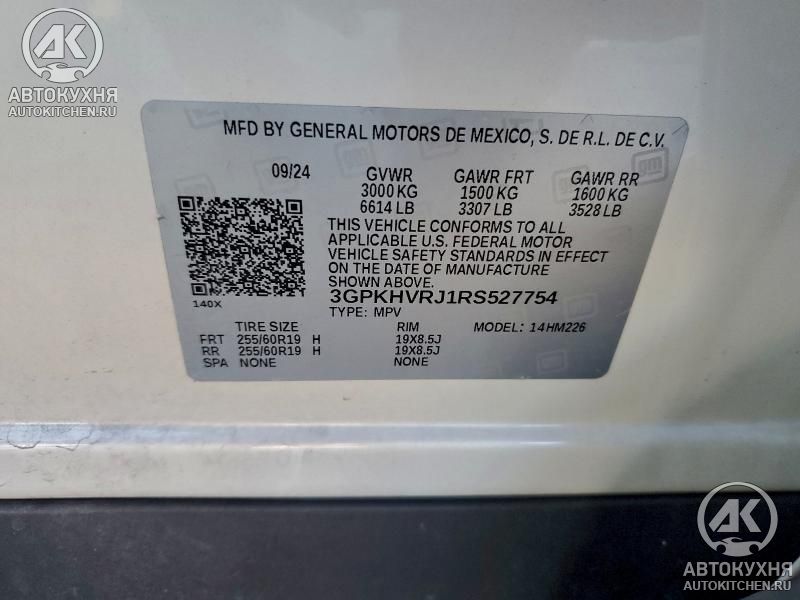 AK
АВТОКУХНЯ
AUTOKITCHEN.RU
MFD BY GENERAL MOTORS DE MEXICO, S. DE R.L. DE C.V.
09/24 GVWR GAWR FRT GAWR RR
3000 KG 1500 KG 1600 KG
6614 LB 3307 LB 3528 LB
THIS VEHICLE CONFORMS TO ALL
APPLICABLE U.S. FEDERAL MOTOR
VEHICLE SAFETY STANDARDS IN EFFECT
ON THE DATE OF MANUFACTURE
SHOWN ABOVE.
3GPKHVRJ1RS527754
140X
TYPE: MPV MODEL: 14HM226
TIRE SIZE RIM
FRT 255/60R19 H 19X8.5J
RR 255/60R19 H 19X8.5J
SPA NONE NONE
AK
АВТОКУХНЯ
AUTOKITCHEN.RU